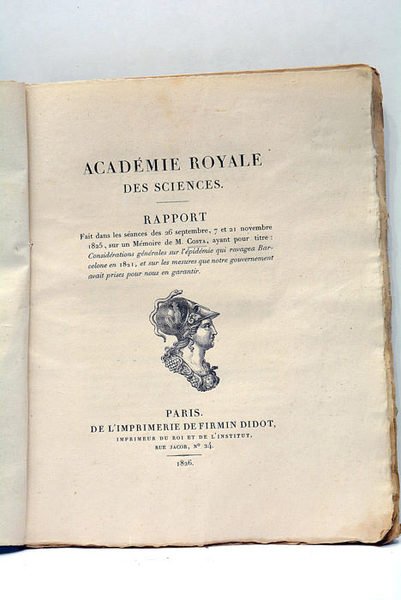 ACADÉMIE ROYALE
DES SCIENCES.
RAPPORT
Fait dans les séances des 26 septembre, 7 et 21 novembre
1825, sur un Mémoire de M. Costa, ayant pour titre:
Considérations générales sur l'épidémie qui ravagea Bar-
celone en 1821, et sur les mesures que notre gouvernement
avait prises pour nous en garantir.
PARIS.
DE L'IMPRIMERIE DE FIRMIN DIDOT,
IMPRIMEUR DU ROI ET DE L'INSTITUT,
RUE JACOB, Nº 24.
1826.